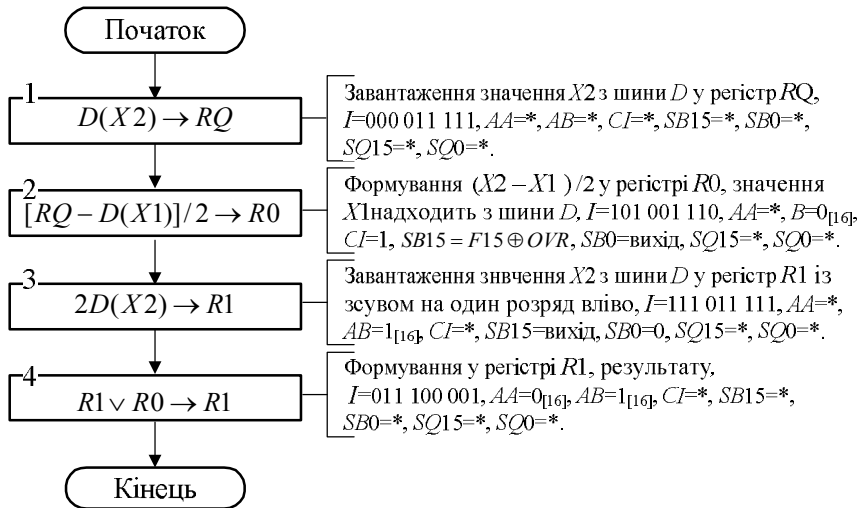 Початок
1
D(X2) → RQ
Завантаження значення X2 з шини D у регістр RQ,
I=000 011 111, AA=*, AB=*, CI=*, SB15=*, SB0=*,
SQ15=*, SQ0=*.
2
[RQ − D(X1)]/2 → R0
Формування (X2 − X1) /2 у регістрі R0, значення
X1надходить з шини D, I=101 001 110, AA=*, B=0[16],
CI=1, SB15 = F15 ⊕ OVR, SB0=вихід, SQ15=*, SQ0=*.
3
2D(X2) → R1
Завантаження знвчення X2 з шини D у регістр R1 із
зсувом на один розряд вліво, I=111 011 111, AA=*,
AB=1[16], CI=*, SB15=вихід, SB0=0, SQ15=*, SQ0=*.
4
R1 ∨ R0 → R1
Формування у регістрі R1, результату,
I=011 100 001, AA=0[16], AB=1[16], CI=*, SB15=*,
SB0=*, SQ15=*, SQ0=*.
Кінець